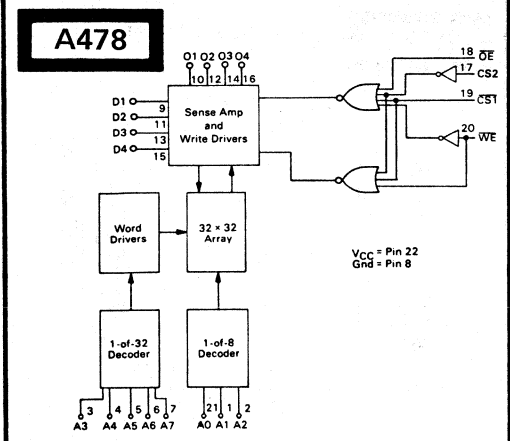 A478
O1 O2 O3 O4
10 12 14 16
18 OE
17 CS2
19 CS1
20 WE
D1 9
D2 11
D3 13
D4 15
Sense Amp
and
Write Drivers
Word
Drivers
32 × 32
Array
VCC = Pin 22
Gnd = Pin 8
1-of-32
Decoder
1-of-8
Decoder
3 4 5 6 7 21 1 2
A3 A4 A5 A6 A7 A0 A1 A2